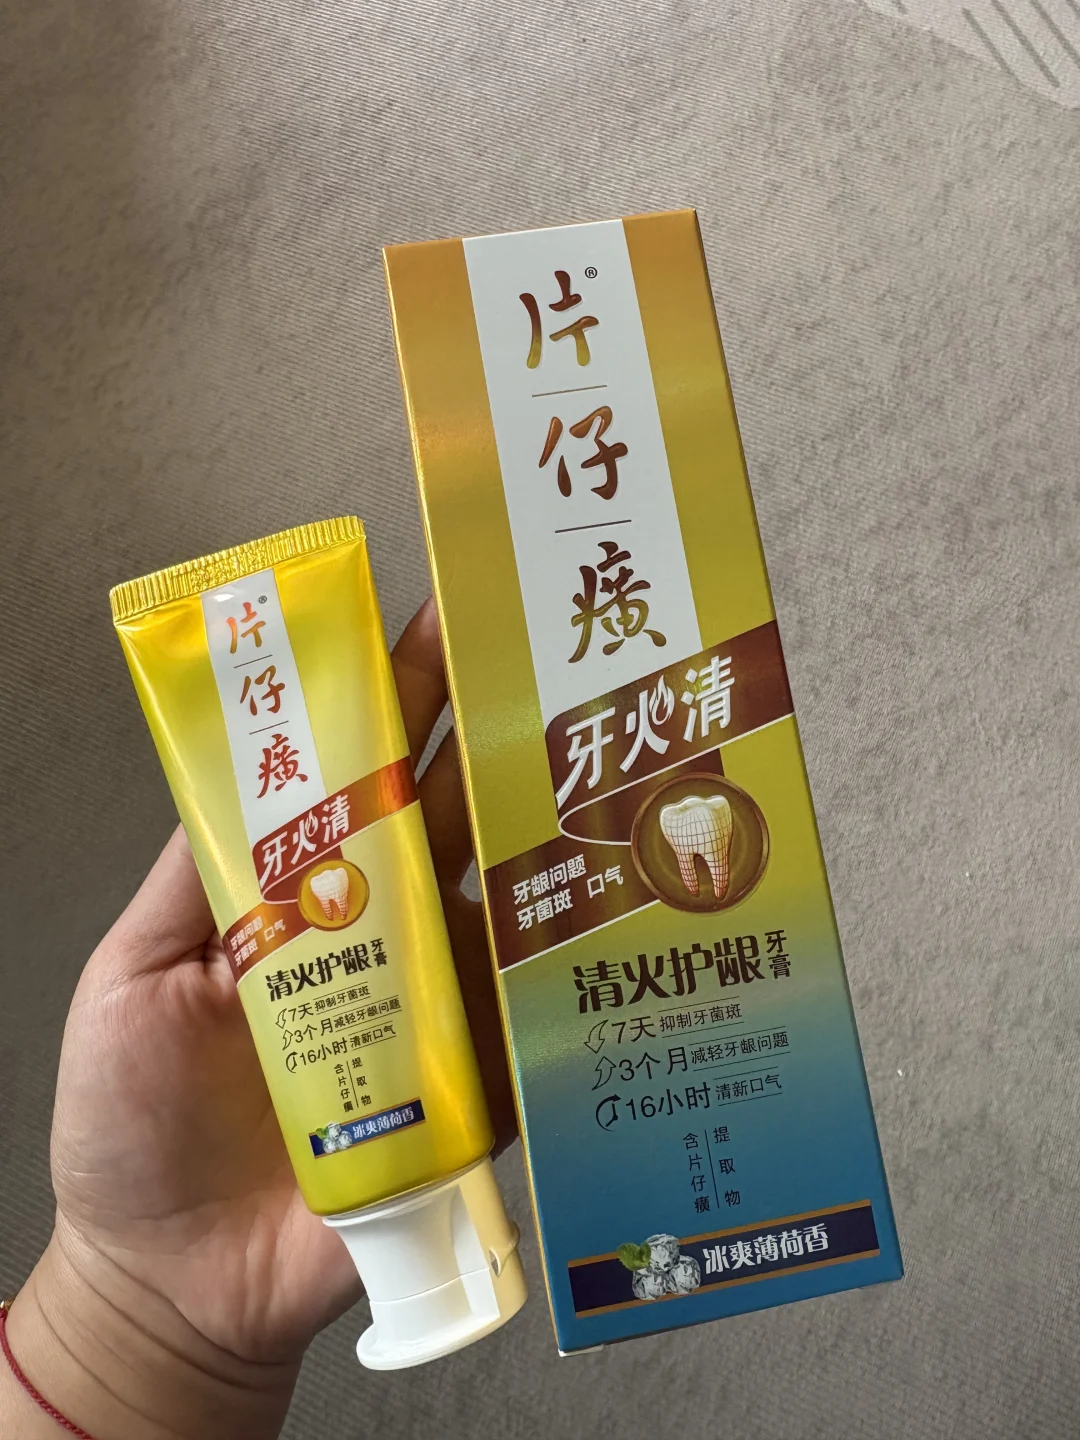 片仔癀®
牙火清
牙龈问题
牙菌斑 口气
清火护龈牙膏
7天抑制牙菌斑
3个月减轻牙龈问题
16小时清新口气
含片仔癀提取物
冰爽薄荷香
片仔癀®
牙火清
牙龈问题
牙菌斑 口气
清火护龈牙膏
7天抑制牙菌斑
3个月减轻牙龈问题
16小时清新口气
含片仔癀提取物
冰爽薄荷香